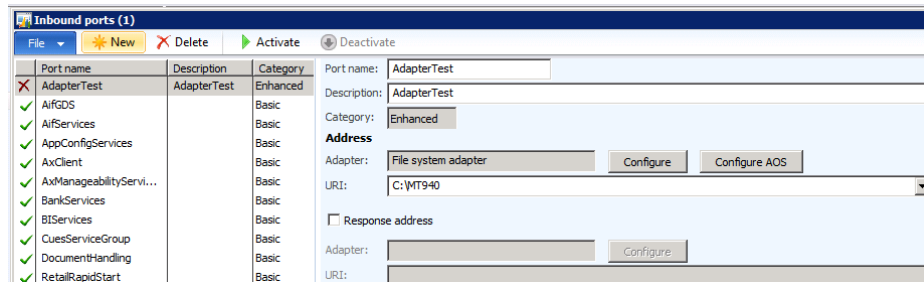 Inbound ports (1)
File New Delete Activate Deactivate
Port name Description Category
AdapterTest AdapterTest Enhanced
AifGDS Basic
AifServices Basic
AppConfigServices Basic
AxClient Basic
AxManageabilityServi... Basic
BankServices Basic
BIServices Basic
CuesServiceGroup Basic
DocumentHandling Basic
RetailRapidStart Basic
Port name: AdapterTest
Description: AdapterTest
Category: Enhanced
Address
Adapter: File system adapter Configure Configure AOS
URI: C:\MT940
Response address
Adapter: Configure
URI: